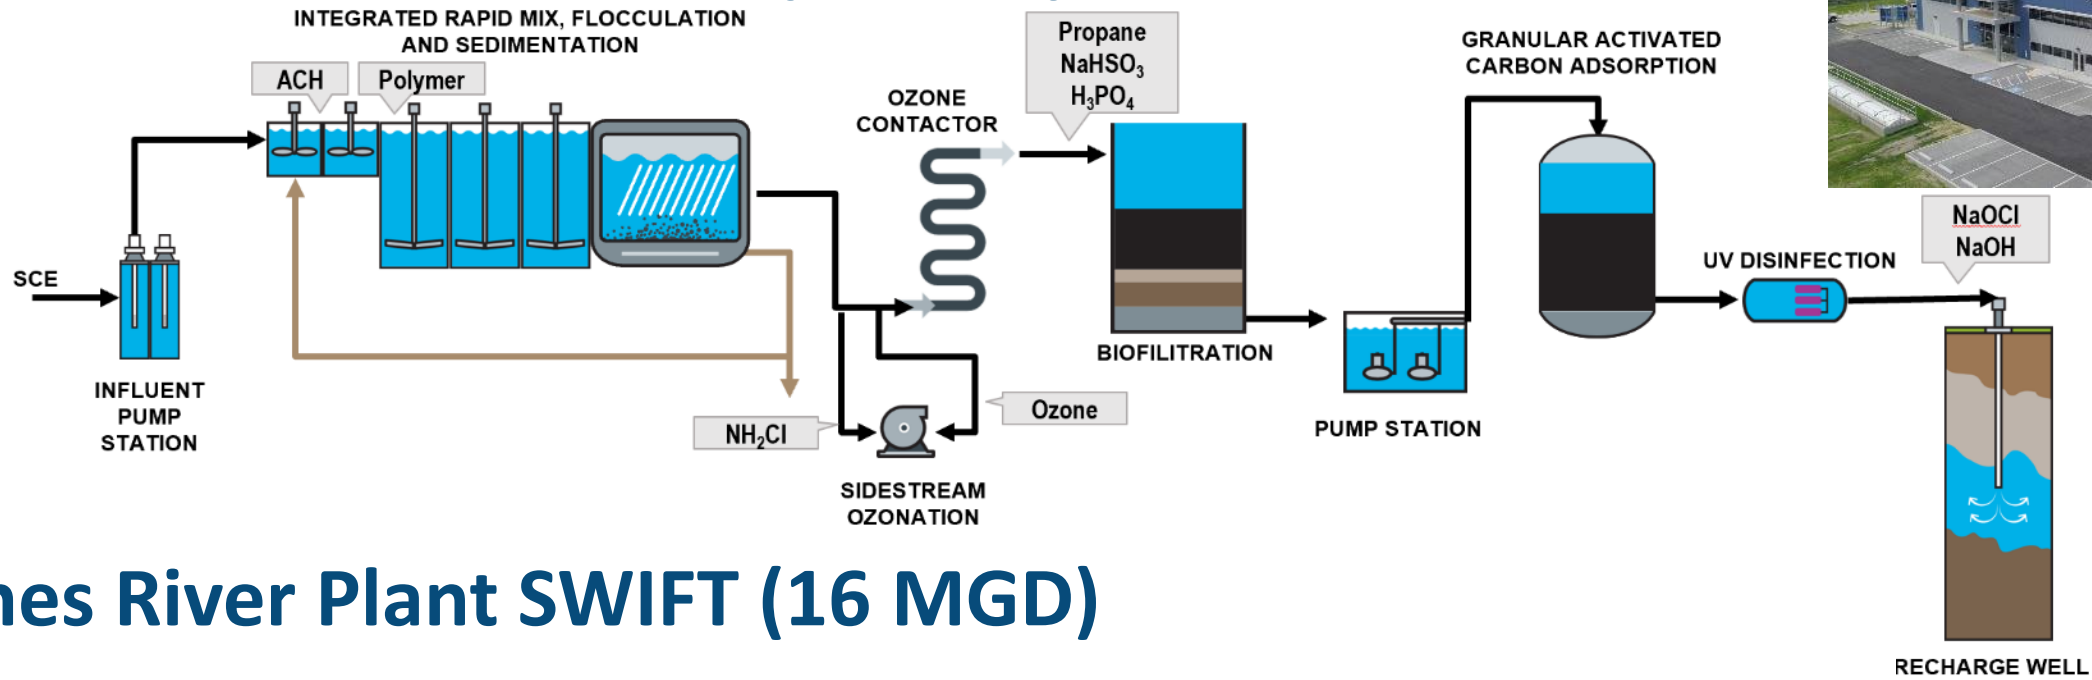 INTEGRATED RAPID MIX, FLOCCULATION
AND SEDIMENTATION
ACH
Polymer
SCE
INFLUENT
PUMP
STATION
OZONE
CONTACTOR
Propane
NaHSO₃
H₃PO₄
NH₂Cl
Ozone
SIDESTREAM
OZONATION
BIOFILITRATION
PUMP STATION
GRANULAR ACTIVATED
CARBON ADSORPTION
UV DISINFECTION
NaOCl
NaOH
RECHARGE WELL
nes River Plant SWIFT (16 MGD)